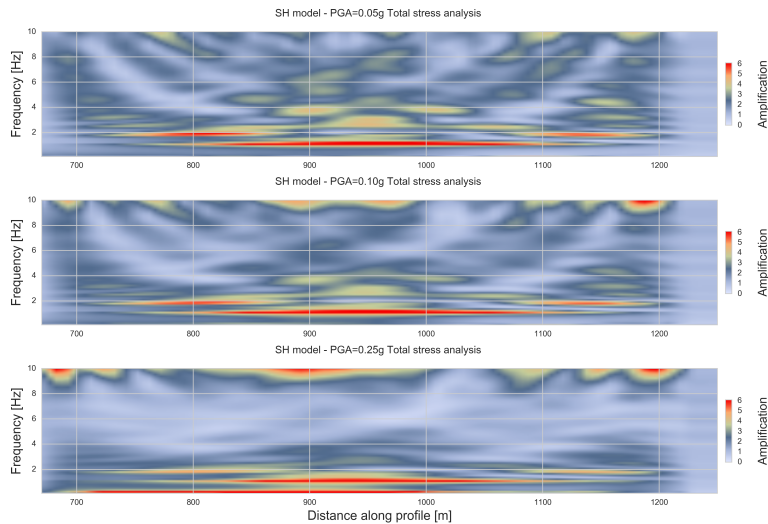 SH model - PGA=0.05g Total stress analysis
Frequency [Hz]
10
8
6
4
2
700 800 900 1000 1100 1200
6
5
4
3
2
1
0
Amplification
SH model - PGA=0.10g Total stress analysis
Frequency [Hz]
10
8
6
4
2
700 800 900 1000 1100 1200
6
5
4
3
2
1
0
Amplification
SH model - PGA=0.25g Total stress analysis
Frequency [Hz]
10
8
6
4
2
700 800 900 1000 1100 1200
6
5
4
3
2
1
0
Amplification
Distance along profile [m]